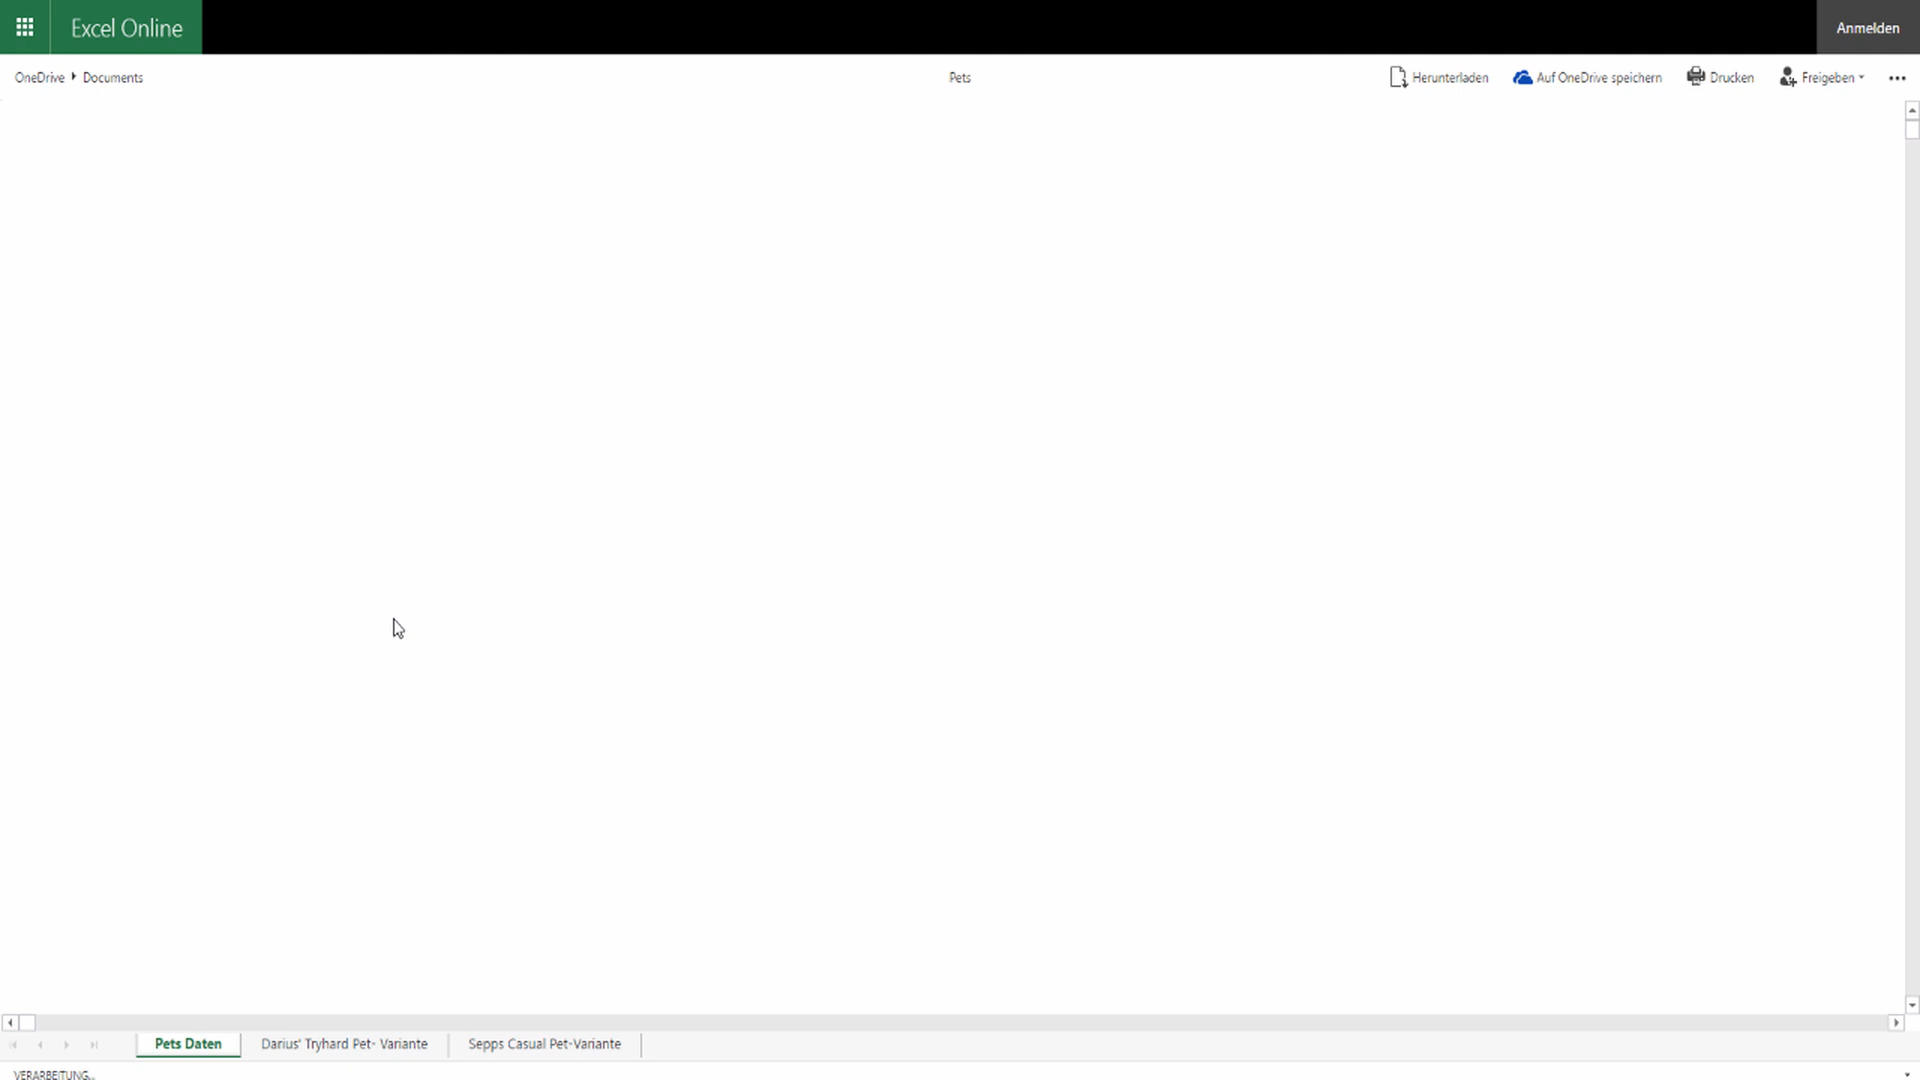 Excel Online
Anmelden
OneDrive Documents
Pets
Herunterladen
Auf OneDrive speichern
Drucken
Freigeben
Pets Daten
Darius' Tryhard Pet- Variante
Sepps Casual Pet-Variante
VERARBEITUNG...